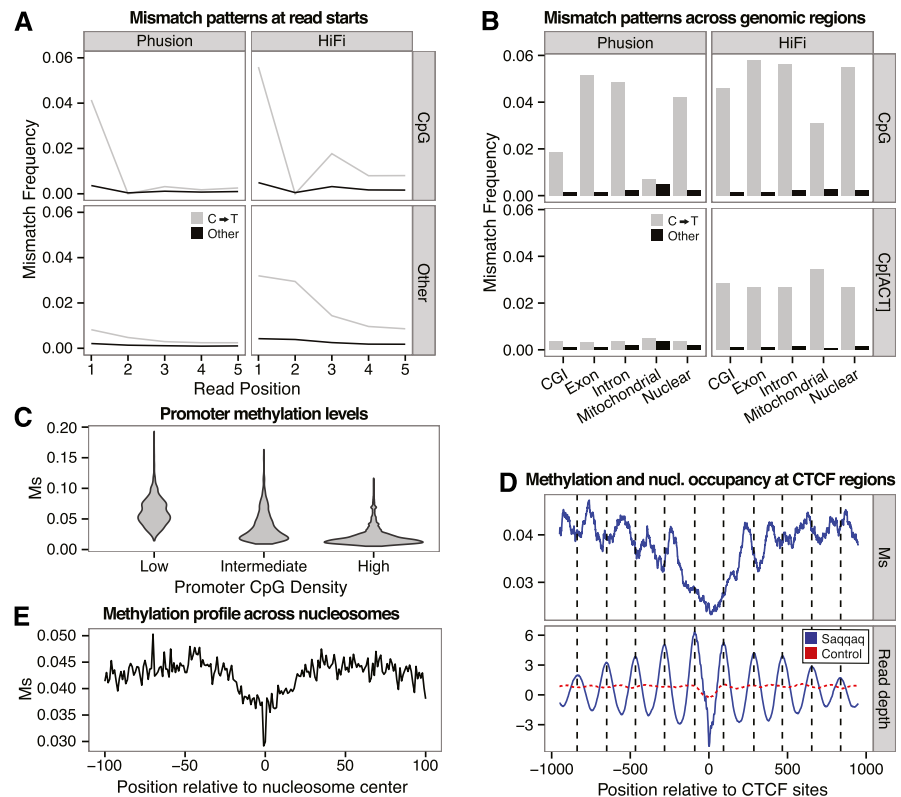 A
Mismatch patterns at read starts
Phusion
HiFi
Mismatch Frequency
0.06
0.04
0.02
0.00
CpG
0.06
0.04
0.02
0.00
C ➡ T
Other
Other
1 2 3 4 5
1 2 3 4 5
Read Position
B
Mismatch patterns across genomic regions
Phusion
HiFi
Mismatch Frequency
0.06
0.04
0.02
0.00
CpG
0.06
0.04
0.02
0.00
C ➡ T
Other
Cp[ACT]
CGI
Exon
Intron
Mitochondrial
Nuclear
CGI
Exon
Intron
Mitochondrial
Nuclear
C
Promoter methylation levels
Ms
0.20
0.15
0.10
0.05
0.00
Low
Intermediate
High
Promoter CpG Density
D
Methylation and nucl. occupancy at CTCF regions
0.04
0.03
Ms
6
3
0
−3
Saqqaq
Control
Read depth
−1000
−500
0
500
1000
Position relative to CTCF sites
E
Methylation profile across nucleosomes
Ms
0.050
0.045
0.040
0.035
0.030
−100
−50
0
50
100
Position relative to nucleosome center